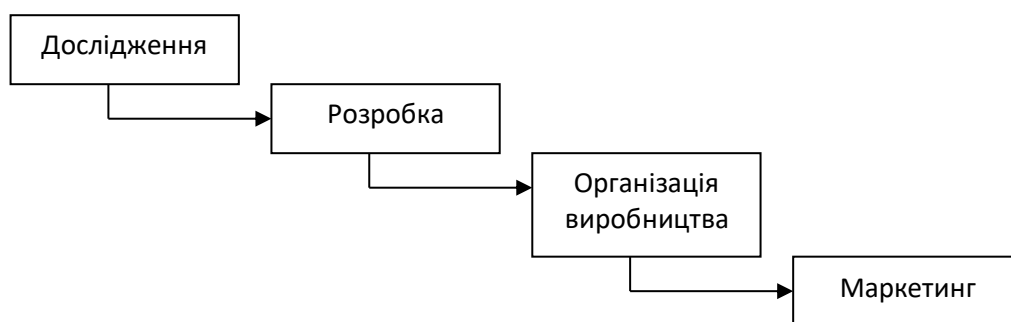 Дослідження
Розробка
Організація
виробництва
Маркетинг